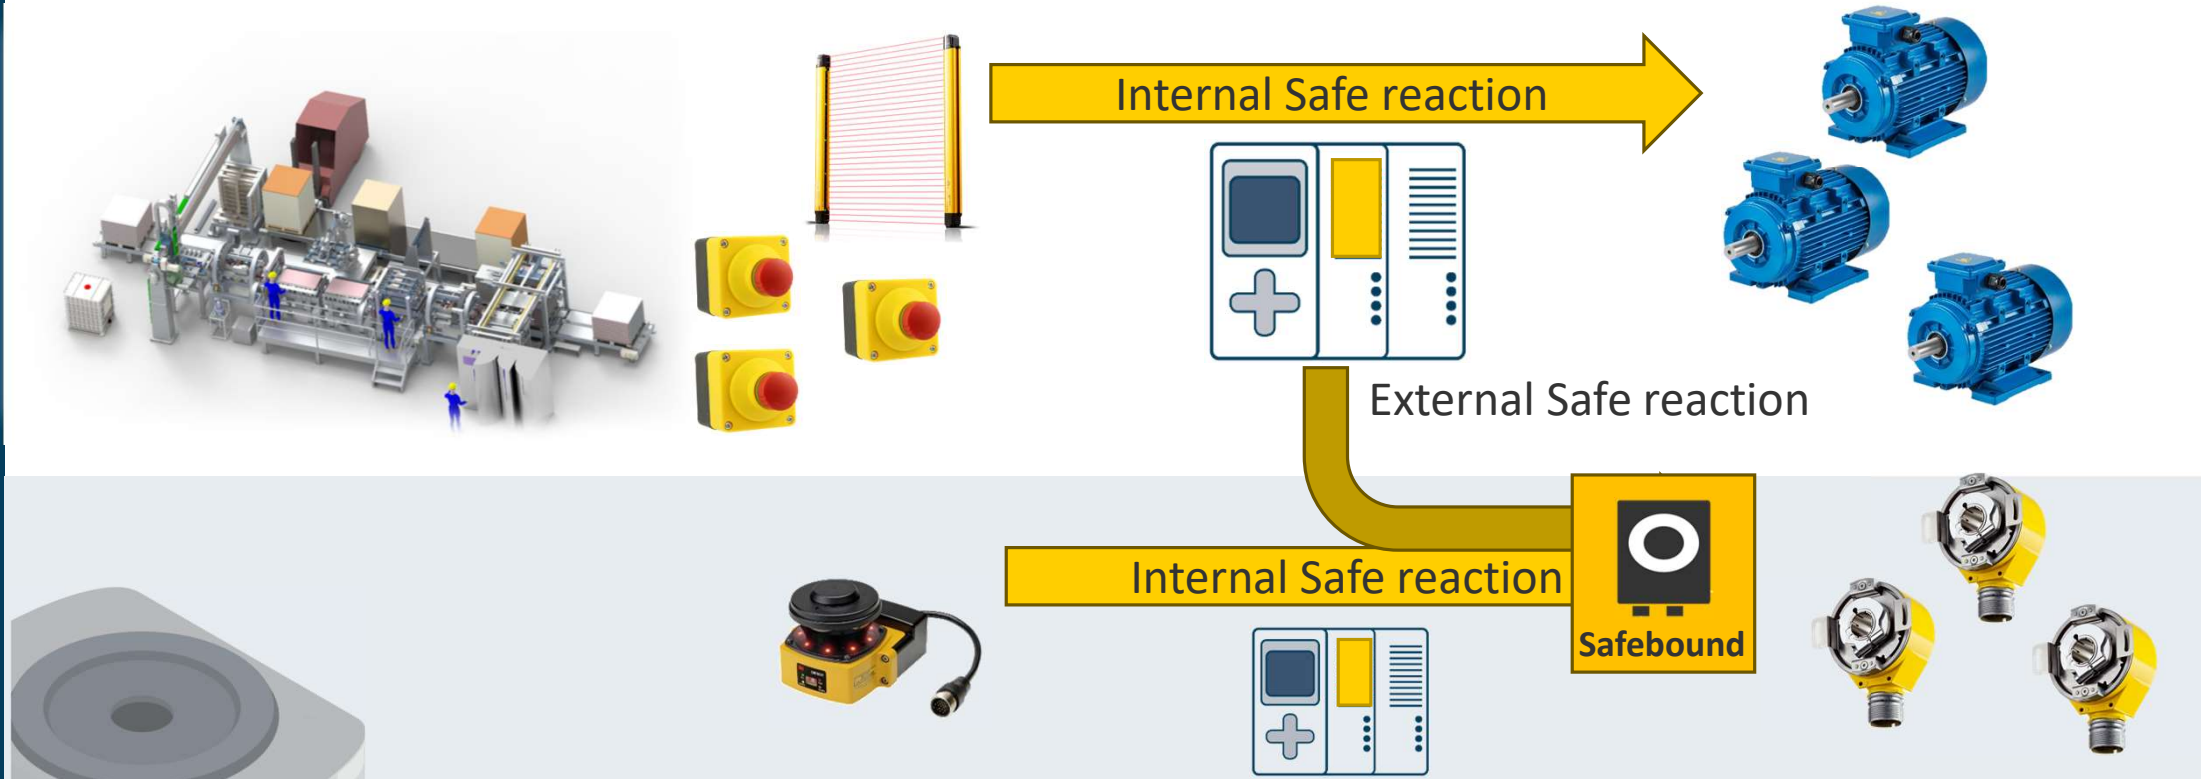 Internal Safe reaction
External Safe reaction
Internal Safe reaction
Safebound